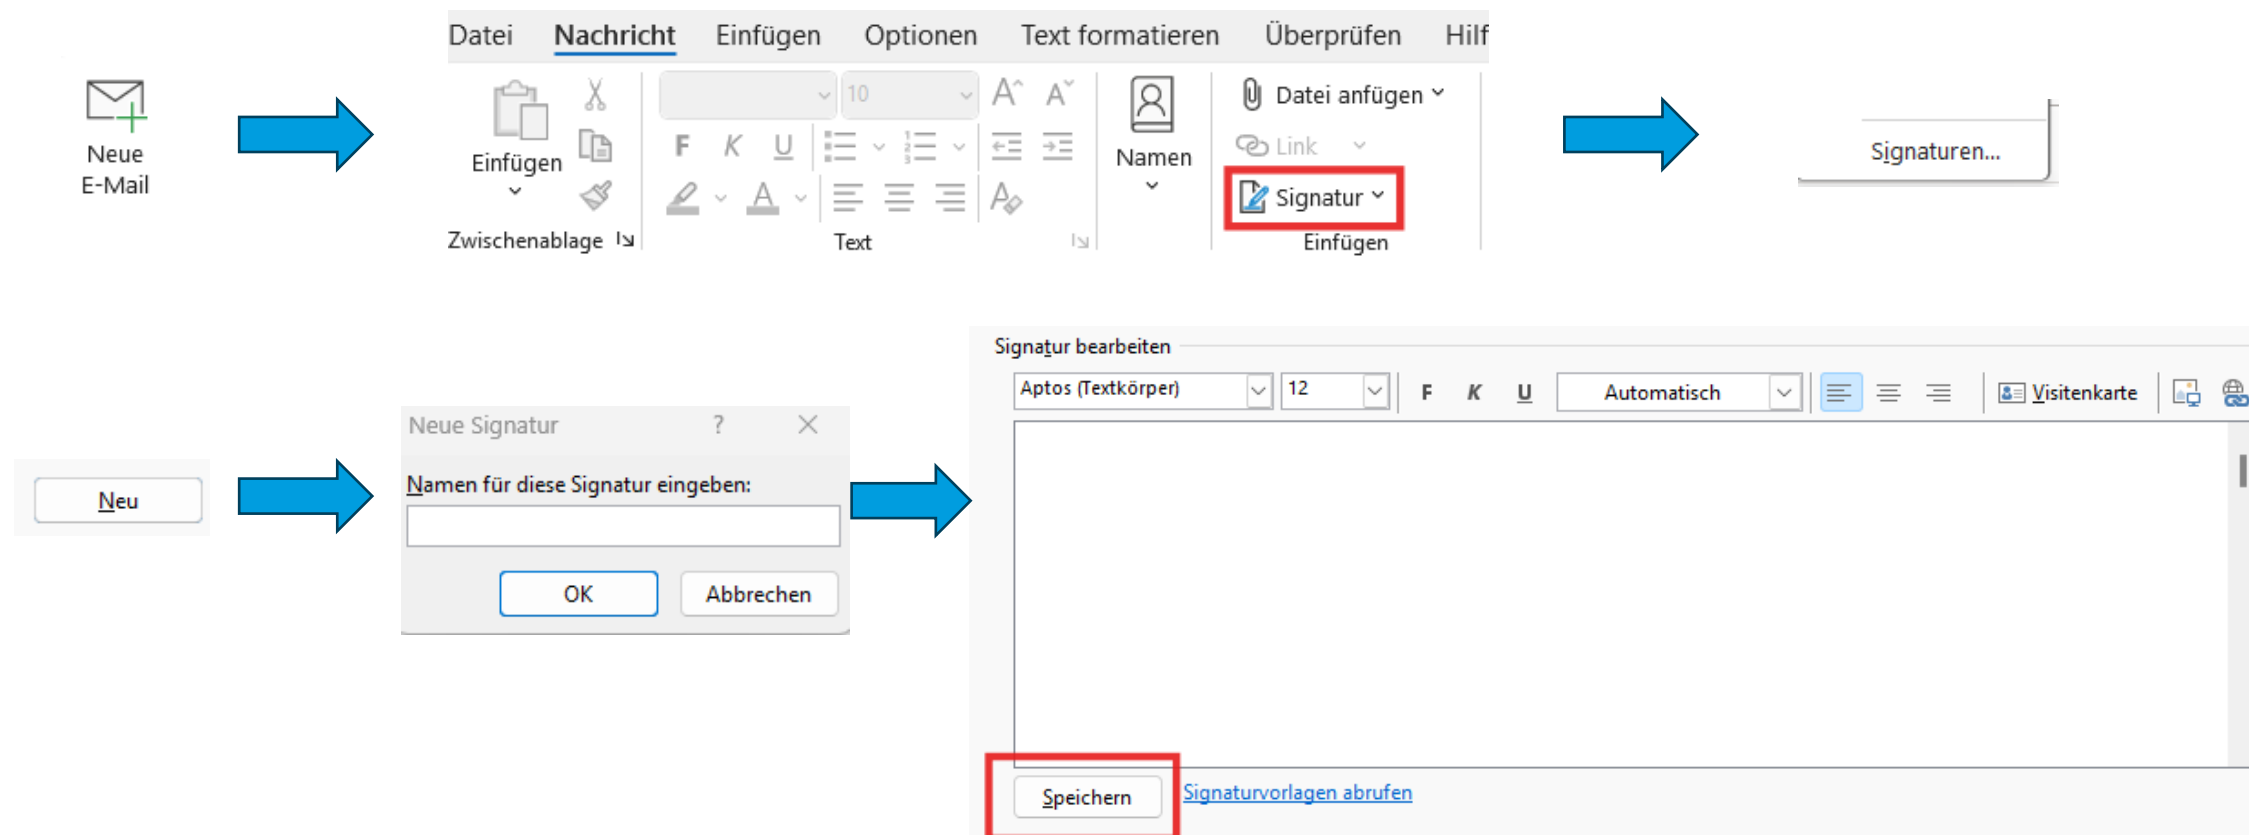 Neue
E-Mail
Datei Nachricht Einfügen Optionen Text formatieren Überprüfen Hilf
10
Datei anfügen
Einfügen
F K U
Namen
Link
Signatur
Zwischenablage Text Einfügen
Signaturen...
Neu
Neue Signatur ?
Namen für diese Signatur eingeben:
OK Abbrechen
Signatur bearbeiten
Aptos (Textkörper) 12 F K U Automatisch Visitenkarte
Speichern Signaturvorlagen abrufen